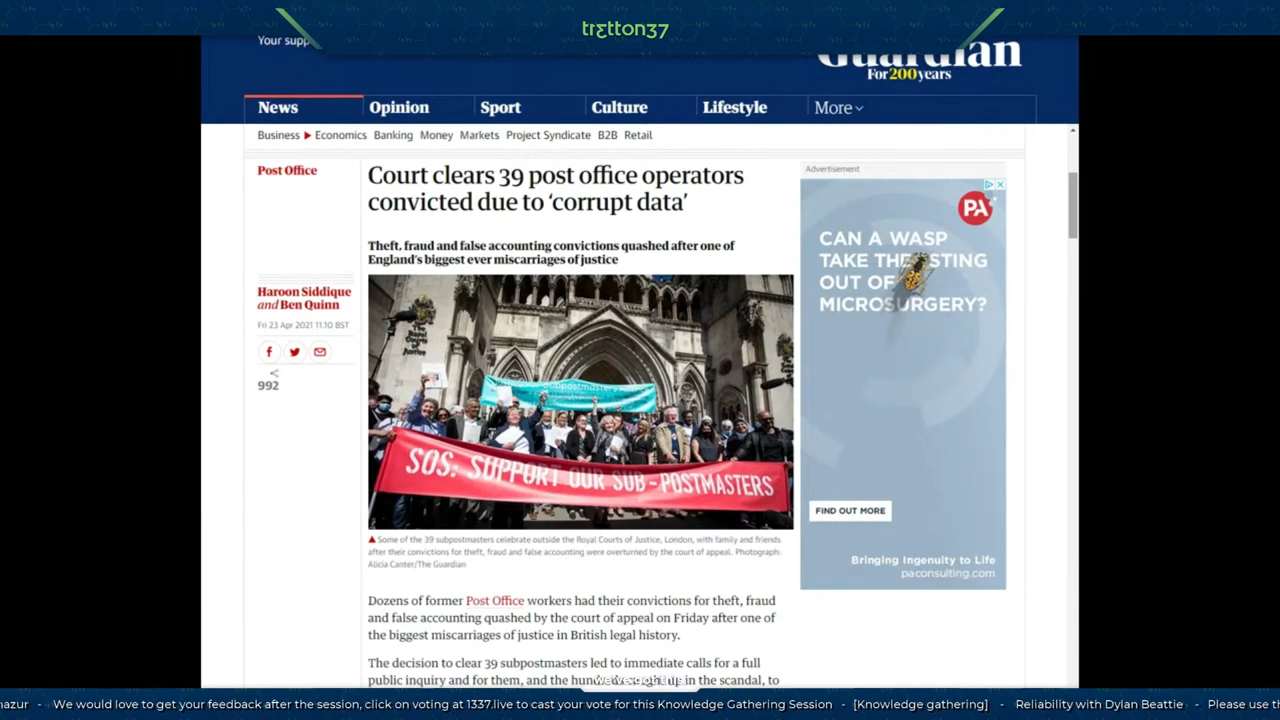 tretton37
Your supp
Guardian
For 200 years
News
Opinion
Sport
Culture
Lifestyle
More
Business
Economics
Banking
Money
Markets
Project Syndicate
B2B
Retail
Post Office
Court clears 39 post office operators
convicted due to ‘corrupt data’
Theft, fraud and false accounting convictions quashed after one of
England’s biggest ever miscarriages of justice
Haroon Siddique
and Ben Quinn
Fri 23 Apr 2021 11.10 BST
992
SOS: SUPPORT OUR SUB-POSTMASTERS
Some of the 39 subpostmasters celebrate outside the Royal Courts of Justice, London, with family and friends
after their convictions for theft, fraud and false accounting were overturned by the court of appeal. Photograph:
Alicia Canter/The Guardian
Dozens of former Post Office workers had their convictions for theft, fraud
and false accounting quashed by the court of appeal on Friday after one of
the biggest miscarriages of justice in British legal history.
The decision to clear 39 subpostmasters led to immediate calls for a full
public inquiry and for them, and the in the scandal, to
Advertisement
PA
CAN A WASP
TAKE THE STING
OUT OF
MICROSURGERY?
FIND OUT MORE
Bringing Ingenuity to Life
paconsulting.com
nazur - We would love to get your feedback after the session, click on voting at 1337.live to cast your vote for this Knowledge Gathering Session - [Knowledge gathering] - Reliability with Dylan Beattie - Please use t